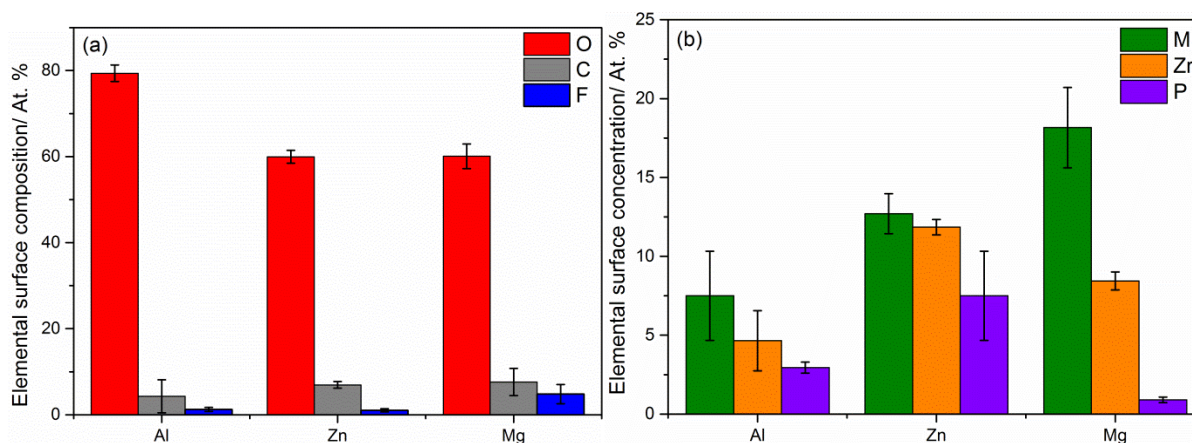 (a)
O
C
F
80
60
40
20
0
Elemental surface composition/ At. %
Al Zn Mg
(b)
M
Zr
P
25
20
15
10
5
0
Elemental surface concentration/ At. %
Al Zn Mg